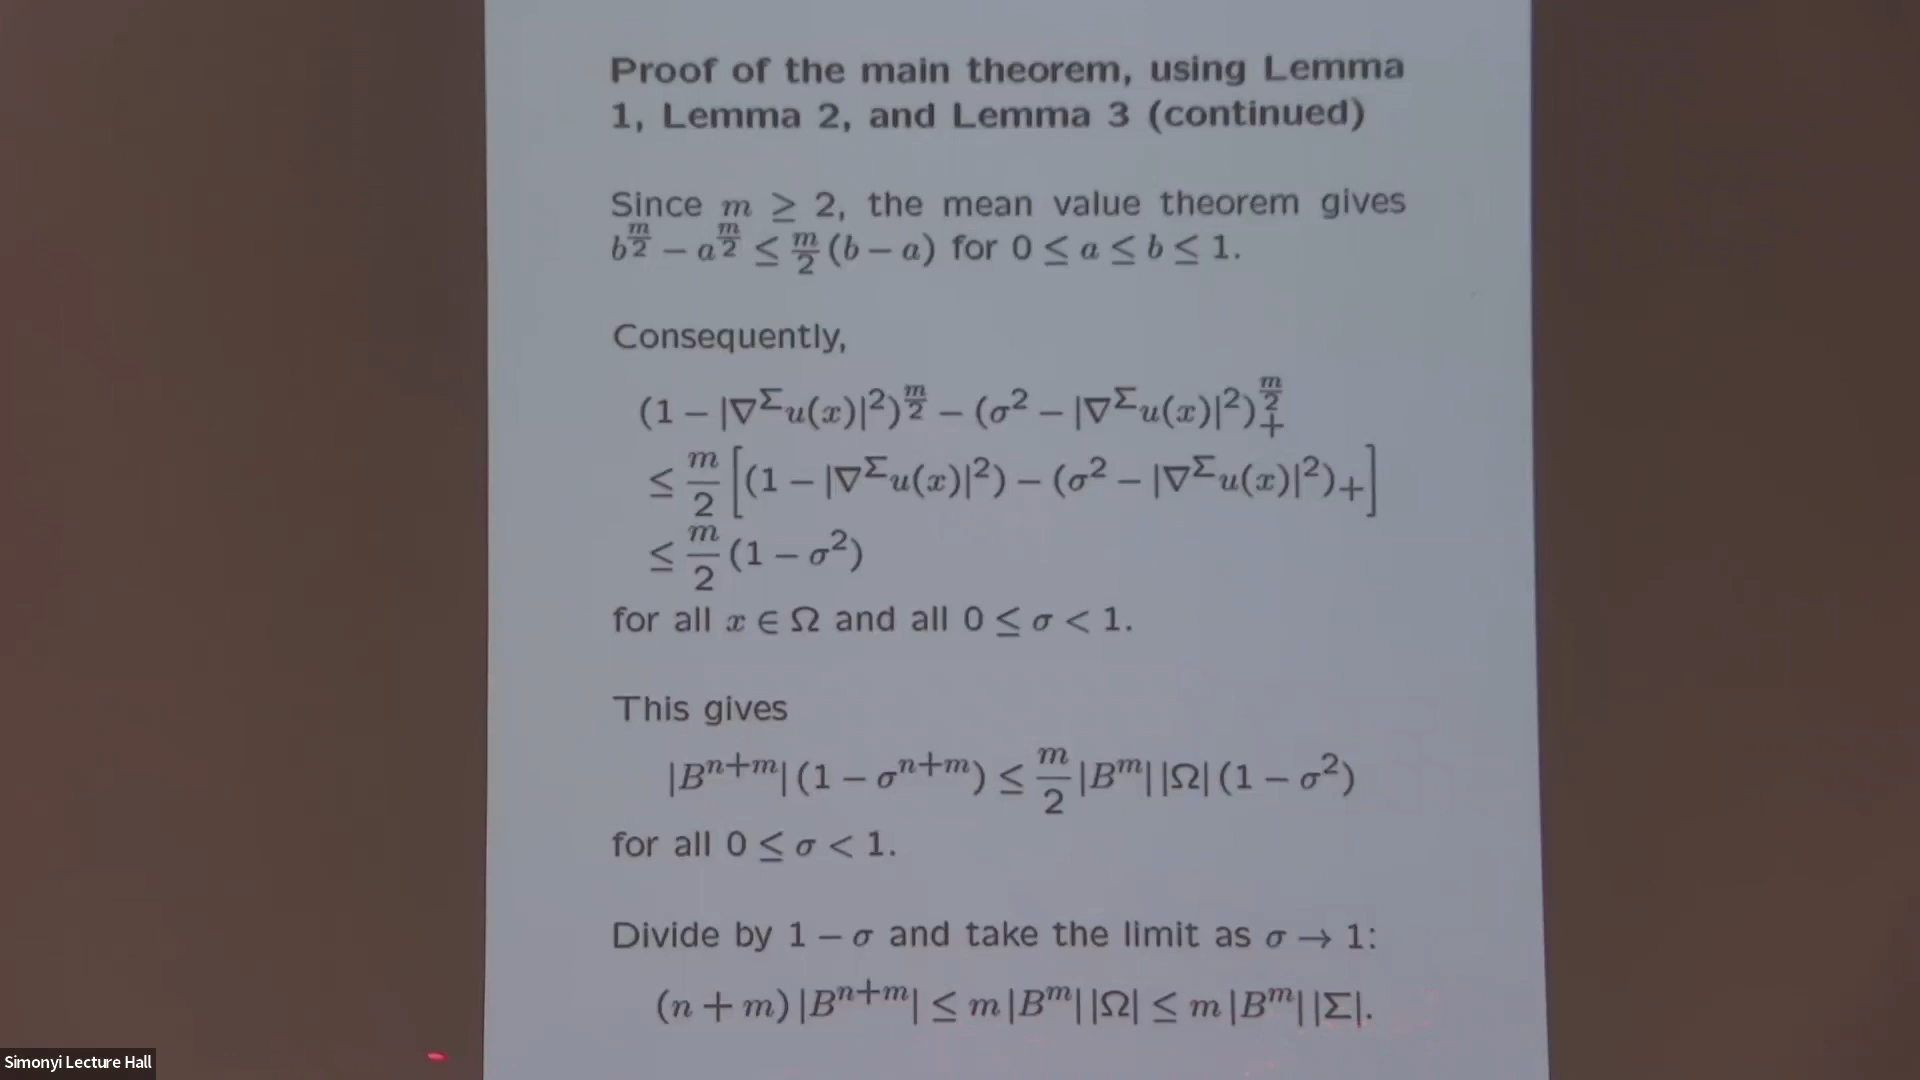 Proof of the main theorem, using Lemma
1, Lemma 2, and Lemma 3 (continued)
Since m ≥ 2, the mean value theorem gives
b^{m/2} − a^{m/2} ≤ m/2 (b − a) for 0 ≤ a ≤ b ≤ 1.
Consequently,
(1 − |∇^Σ u(x)|²)^{m/2} − (σ² − |∇^Σ u(x)|²)_+^{m/2}
≤ m/2 [(1 − |∇^Σ u(x)|²) − (σ² − |∇^Σ u(x)|²)_+]
≤ m/2 (1 − σ²)
for all x ∈ Ω and all 0 ≤ σ < 1.
This gives
|B^{n+m}| (1 − σ^{n+m}) ≤ m/2 |B^m| |Ω| (1 − σ²)
for all 0 ≤ σ < 1.
Divide by 1 − σ and take the limit as σ → 1:
(n + m) |B^{n+m}| ≤ m |B^m| |Ω| ≤ m |B^m| |Σ|.
Simonyi Lecture Hall